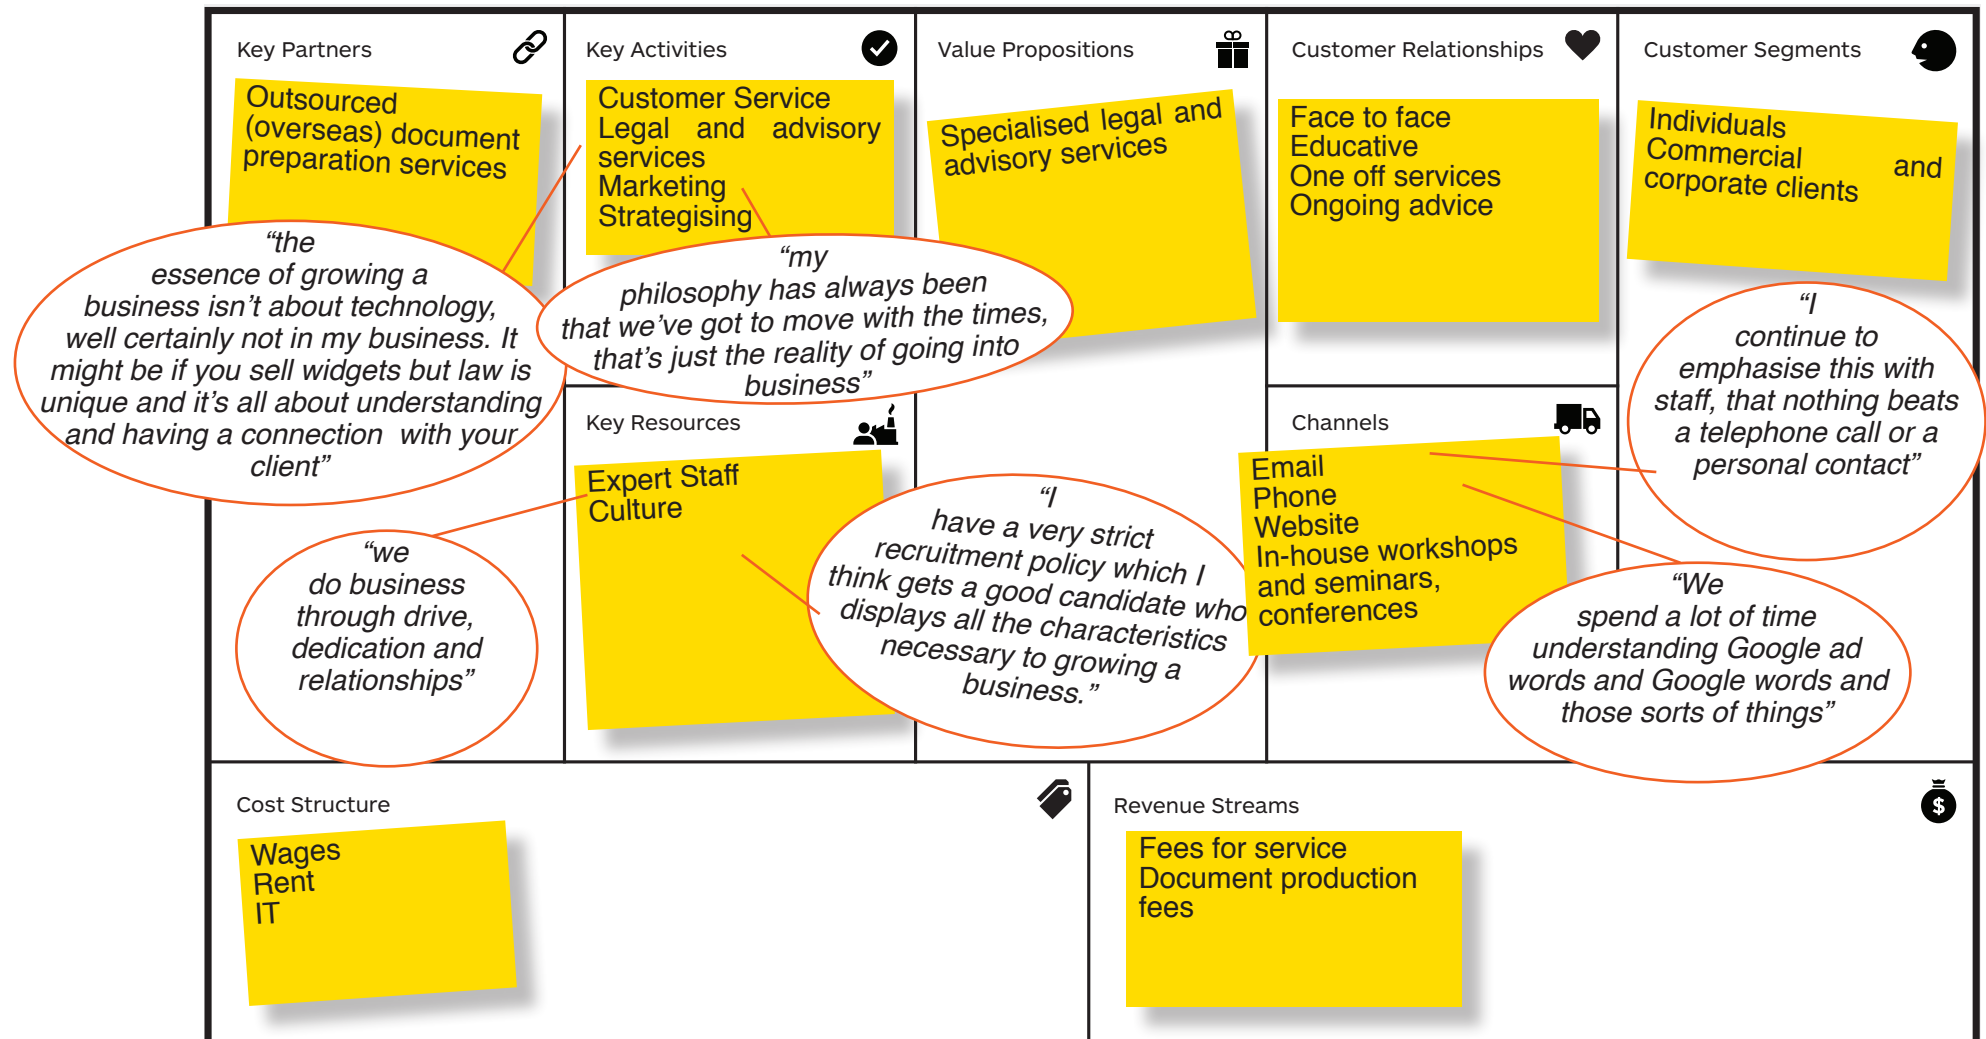 Key Partners
Outsourced
(overseas) document
preparation services
Key Activities
Customer Service
Legal and advisory
services
Marketing
Strategising
Value Propositions
Specialised legal and
advisory services
Customer Relationships
Face to face
Educative
One off services
Ongoing advice
Customer Segments
Individuals
Commercial and
corporate clients
“the
essence of growing a
business isn’t about technology,
well certainly not in my business. It
might be if you sell widgets but law is
unique and it’s all about understanding
and having a connection with your
client”
“my
philosophy has always been
that we’ve got to move with the times,
that’s just the reality of going into
business”
“I
continue to
emphasise this with
staff, that nothing beats
a telephone call or a
personal contact”
Key Resources
Expert Staff
Culture
“we
do business
through drive,
dedication and
relationships”
“I
have a very strict
recruitment policy which I
think gets a good candidate who
displays all the characteristics
necessary to growing a
business.”
Channels
Email
Phone
Website
In-house workshops
and seminars,
conferences
“We
spend a lot of time
understanding Google ad
words and Google words and
those sorts of things”
Cost Structure
Wages
Rent
IT
Revenue Streams
$
Fees for service
Document production
fees